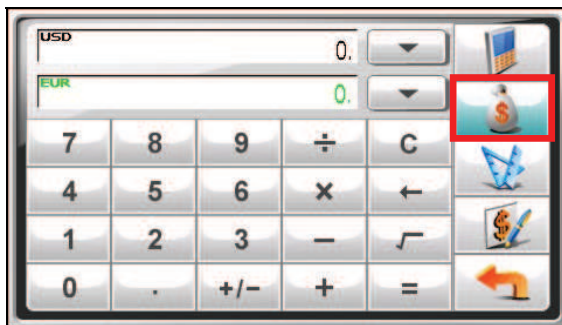 USD 0.
EUR 0.
7 8 9 ÷ C
4 5 6 × ←
1 2 3 − √
0 . +/− + =
$
$